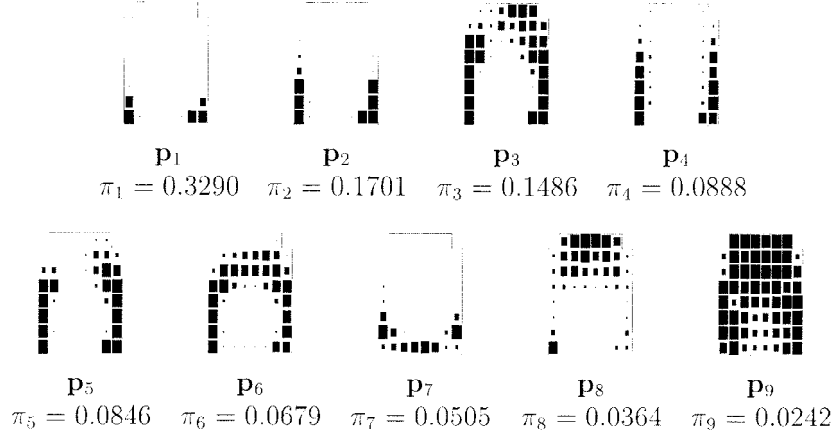 p₁ p₂ p₃ p₄
π₁ = 0.3290 π₂ = 0.1701 π₃ = 0.1486 π₄ = 0.0888
p₅ p₆ p₇ p₈ p₉
π₅ = 0.0846 π₆ = 0.0679 π₇ = 0.0505 π₈ = 0.0364 π₉ = 0.0242